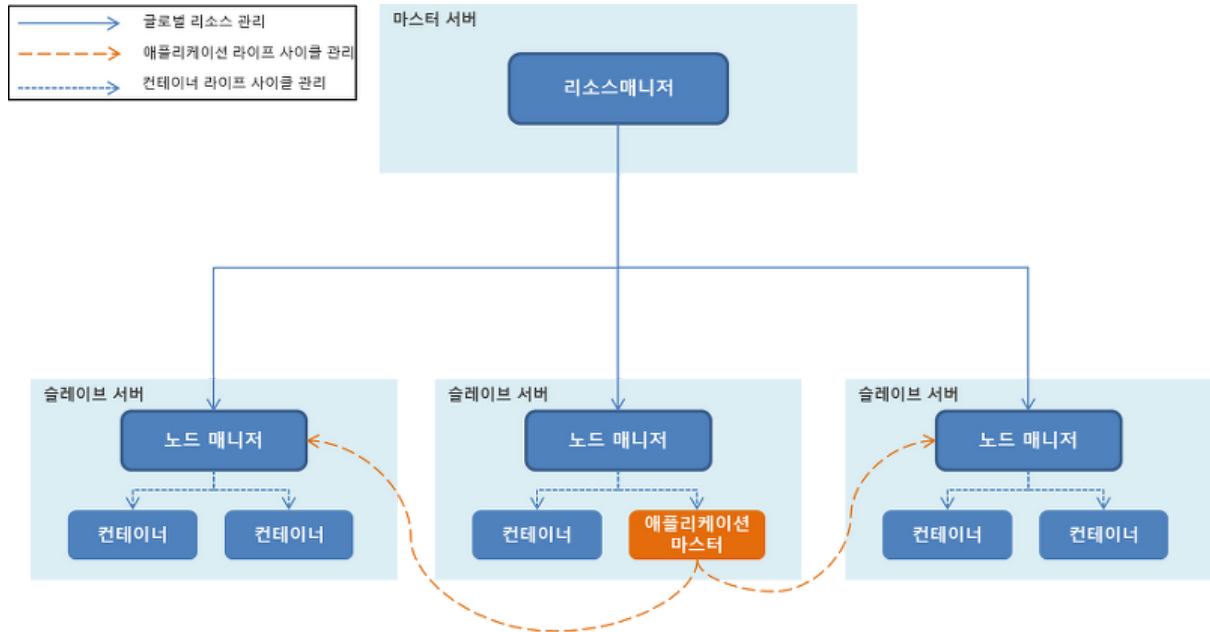 글로벌 리소스 관리
애플리케이션 라이프 사이클 관리
컨테이너 라이프 사이클 관리
마스터 서버
리소스매니저
슬레이브 서버
노드 매니저
컨테이너
컨테이너
슬레이브 서버
노드 매니저
컨테이너
애플리케이션
마스터
슬레이브 서버
노드 매니저
컨테이너
컨테이너